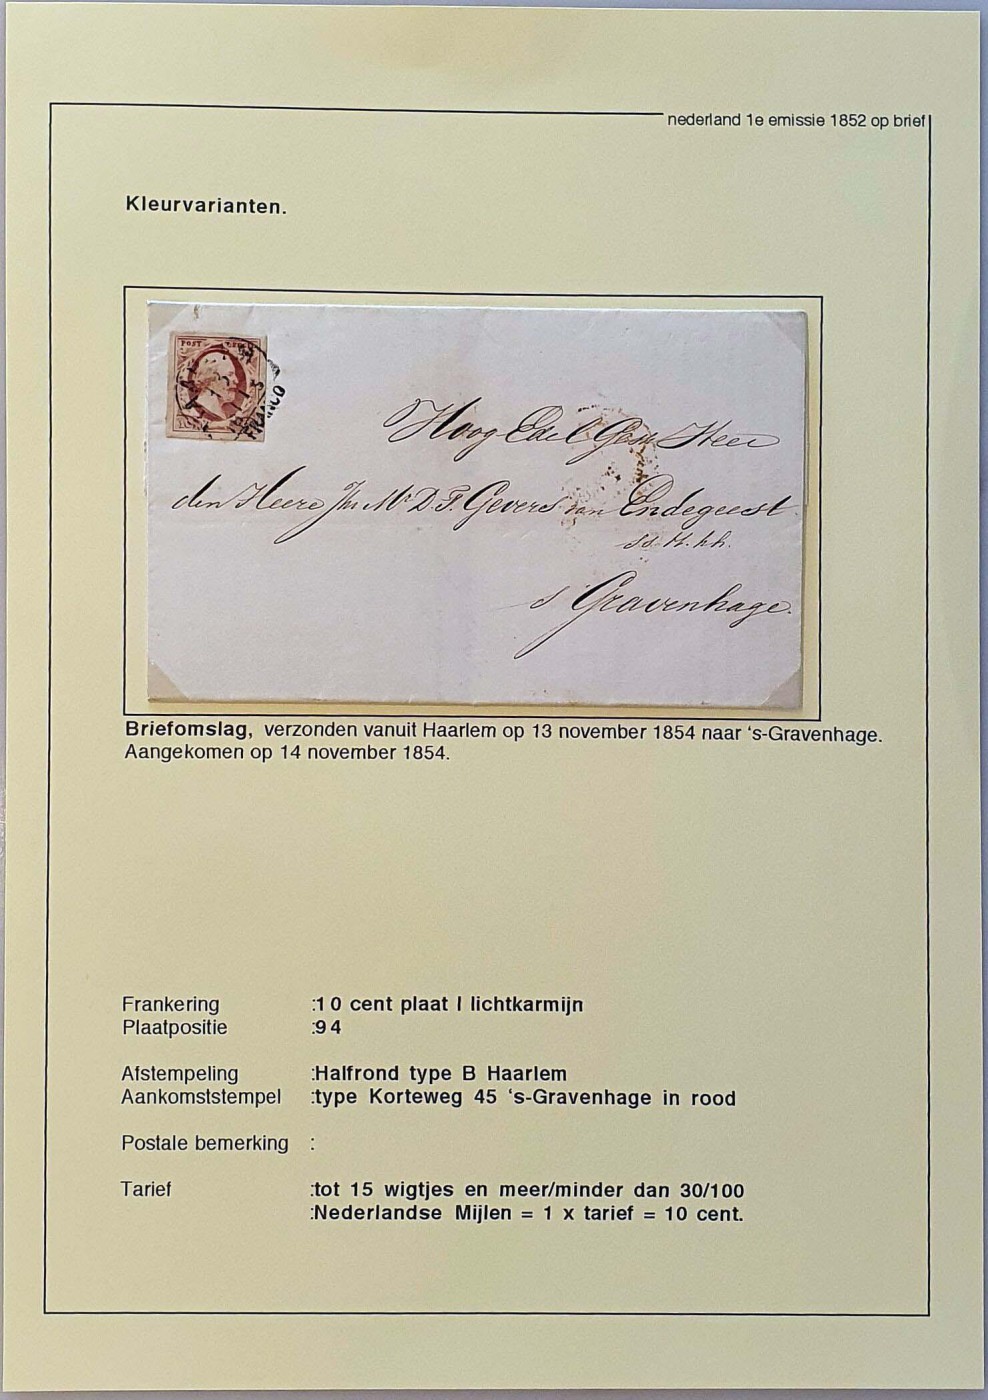 nederland 1e emissie 1852 op brief
Kleurvarianten.
POST
FRANCO
Hoog Edel Gestr Heer
den Heere Jhr Mr D.T. Gevers van Endegeest
s Gravenhage.
Briefomslag, verzonden vanuit Haarlem op 13 november 1854 naar ‘s-Gravenhage.
Aangekomen op 14 november 1854.
Frankering :10 cent plaat I lichtkarmijn
Plaatpositie :94
Afstempeling :Halfrond type B Haarlem
Aankomststempel :type Korteweg 45 ‘s-Gravenhage in rood
Postale bemerking :
Tarief :tot 15 wigtjes en meer/minder dan 30/100
:Nederlandse Mijlen = 1 x tarief = 10 cent.